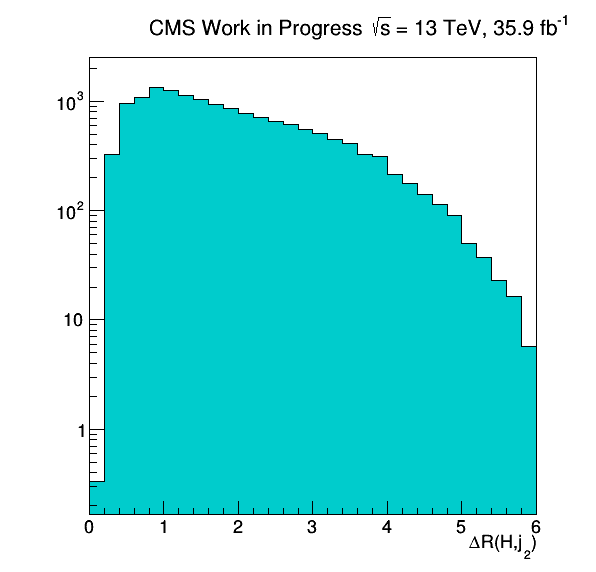 CMS Work in Progress √s = 13 TeV, 35.9 fb⁻¹
10³
10²
10
1
0 1 2 3 4 5 6
ΔR(H,j₂)